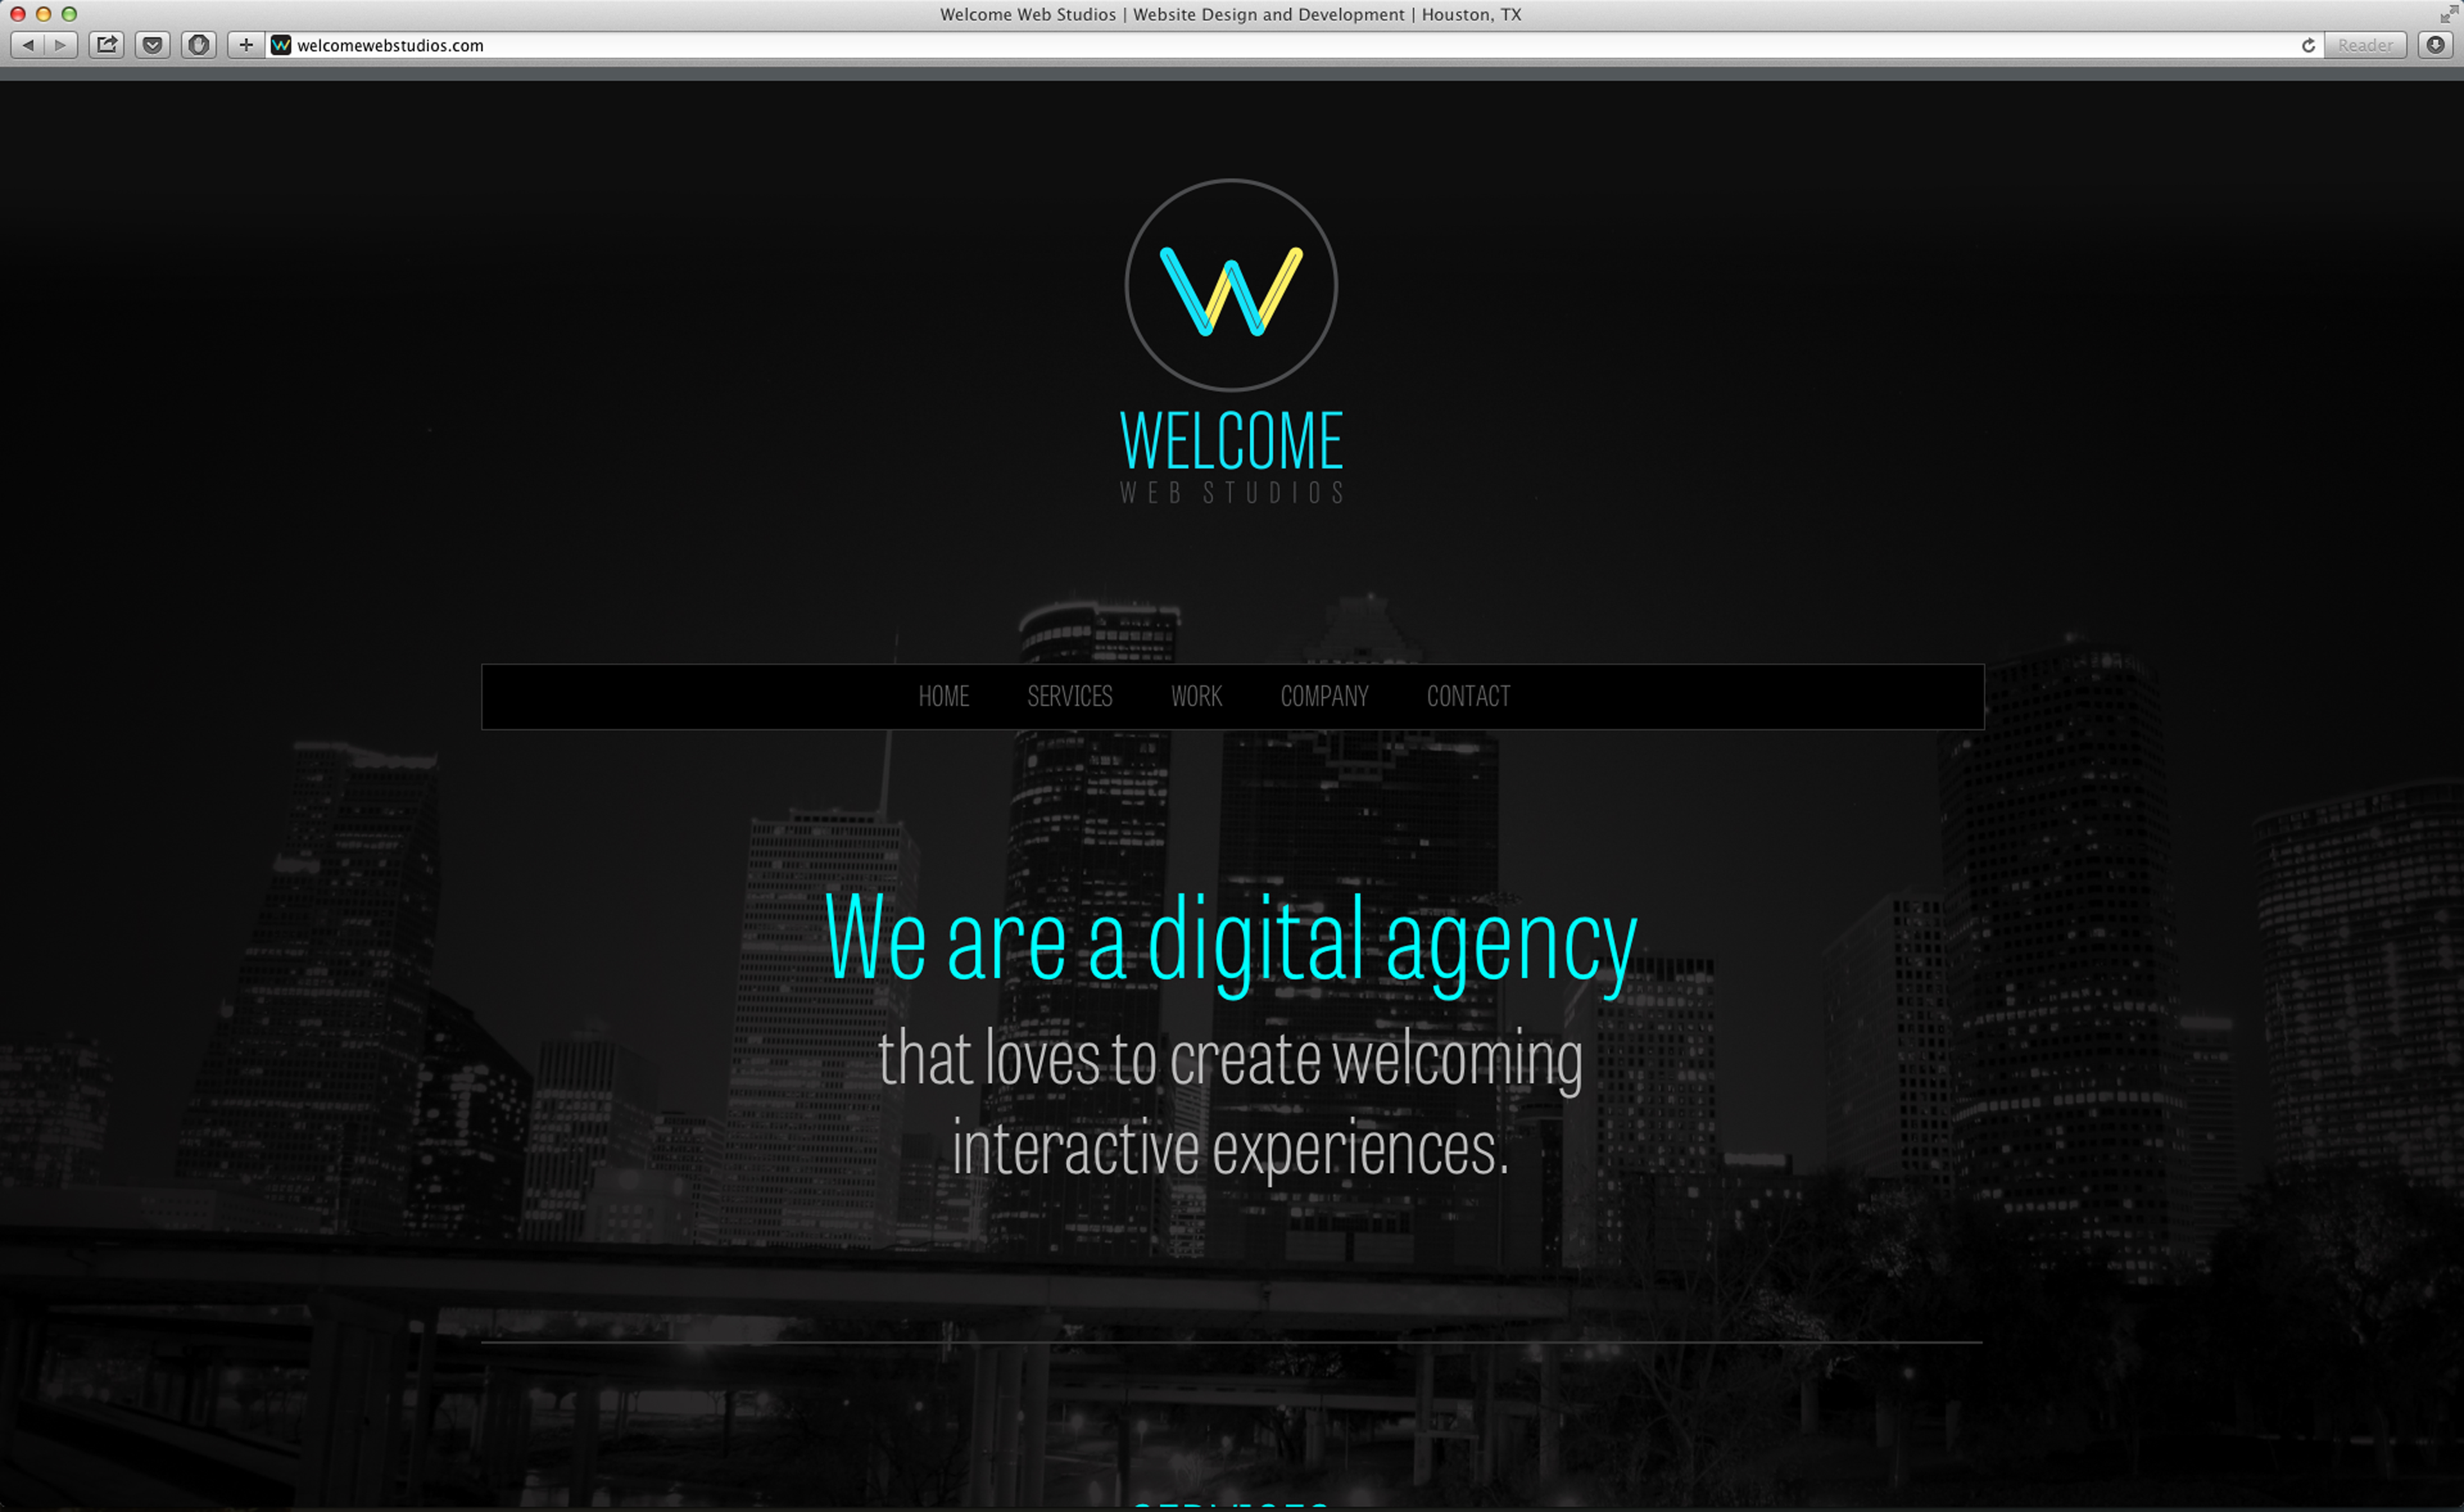 Welcome Web Studios | Website Design and Development | Houston, TX
welcomewebstudios.com
Reader
W
WELCOME
WEB STUDIOS
HOME SERVICES WORK COMPANY CONTACT
We are a digital agency
that loves to create welcoming
interactive experiences.
SERVICES